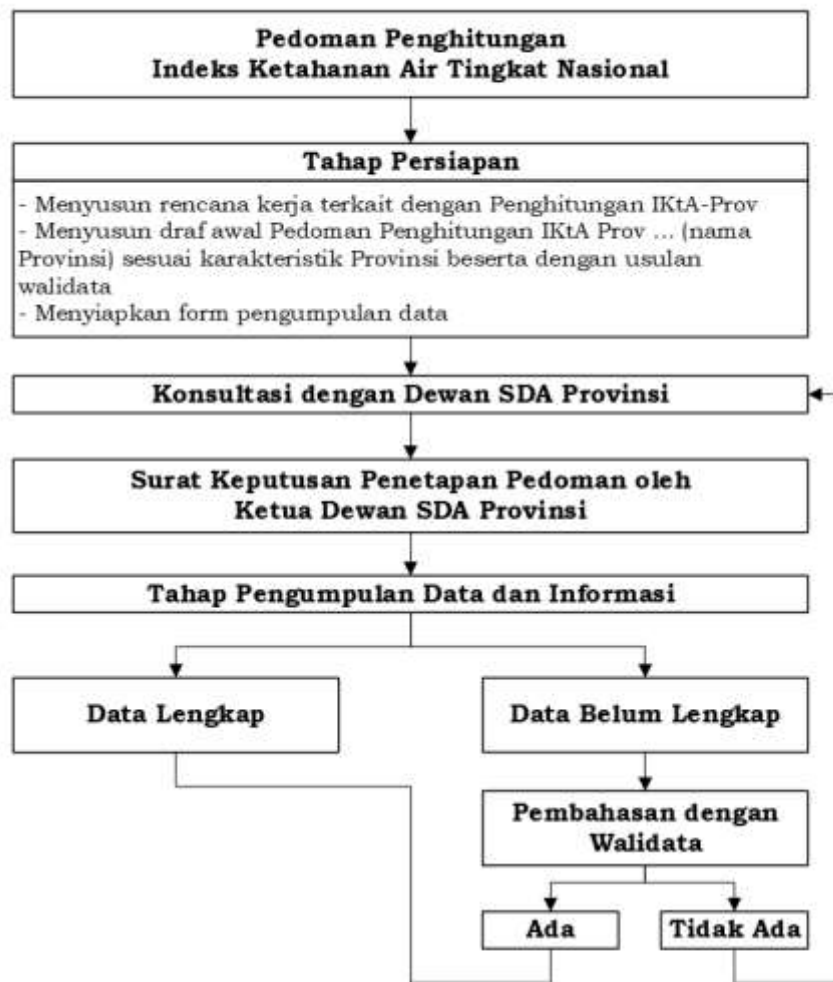 Pedoman Penghitungan
Indeks Ketahanan Air Tingkat Nasional
Tahap Persiapan
- Menyusun rencana kerja terkait dengan Penghitungan IKtA-Prov
- Menyusun draf awal Pedoman Penghitungan IKtA Prov ... (nama
Provinsi) sesuai karakteristik Provinsi beserta dengan usulan
walidata
- Menyiapkan form pengumpulan data
Konsultasi dengan Dewan SDA Provinsi
Surat Keputusan Penetapan Pedoman oleh
Ketua Dewan SDA Provinsi
Tahap Pengumpulan Data dan Informasi
Data Lengkap
Data Belum Lengkap
Pembahasan dengan
Walidata
Ada
Tidak Ada